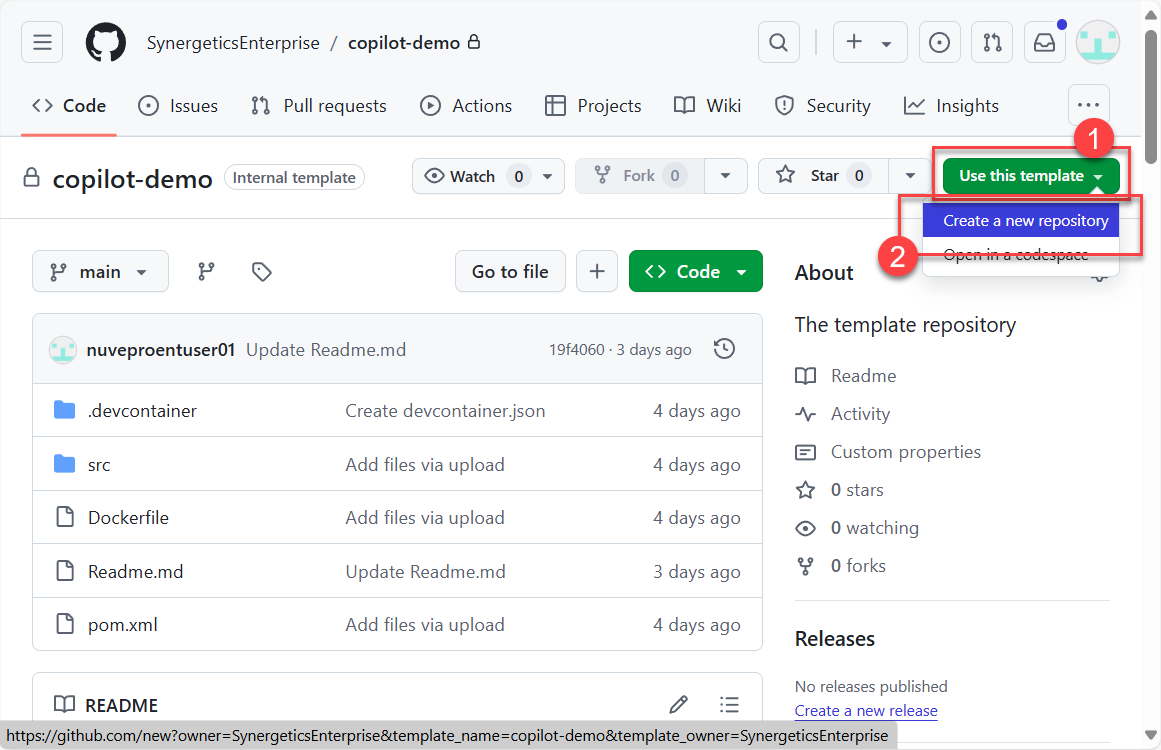 SynergeticsEnterprise / copilot-demo
Code Issues Pull requests Actions Projects Wiki Security Insights
1
copilot-demo Internal template Watch 0 Fork 0 Star 0 Use this template
Create a new repository
2
Open in a codespace
main Go to file Code About
The template repository
nuveproentuser01 Update Readme.md 19f4060 · 3 days ago
Readme
.devcontainer Create devcontainer.json 4 days ago
Activity
Custom properties
src Add files via upload 4 days ago
0 stars
Dockerfile Add files via upload 4 days ago
0 watching
Readme.md Update Readme.md 3 days ago
0 forks
pom.xml Add files via upload 4 days ago
Releases
No releases published
README
Create a new release
https://github.com/new?owner=SynergeticsEnterprise&template_name=copilot-demo&template_owner=SynergeticsEnterprise